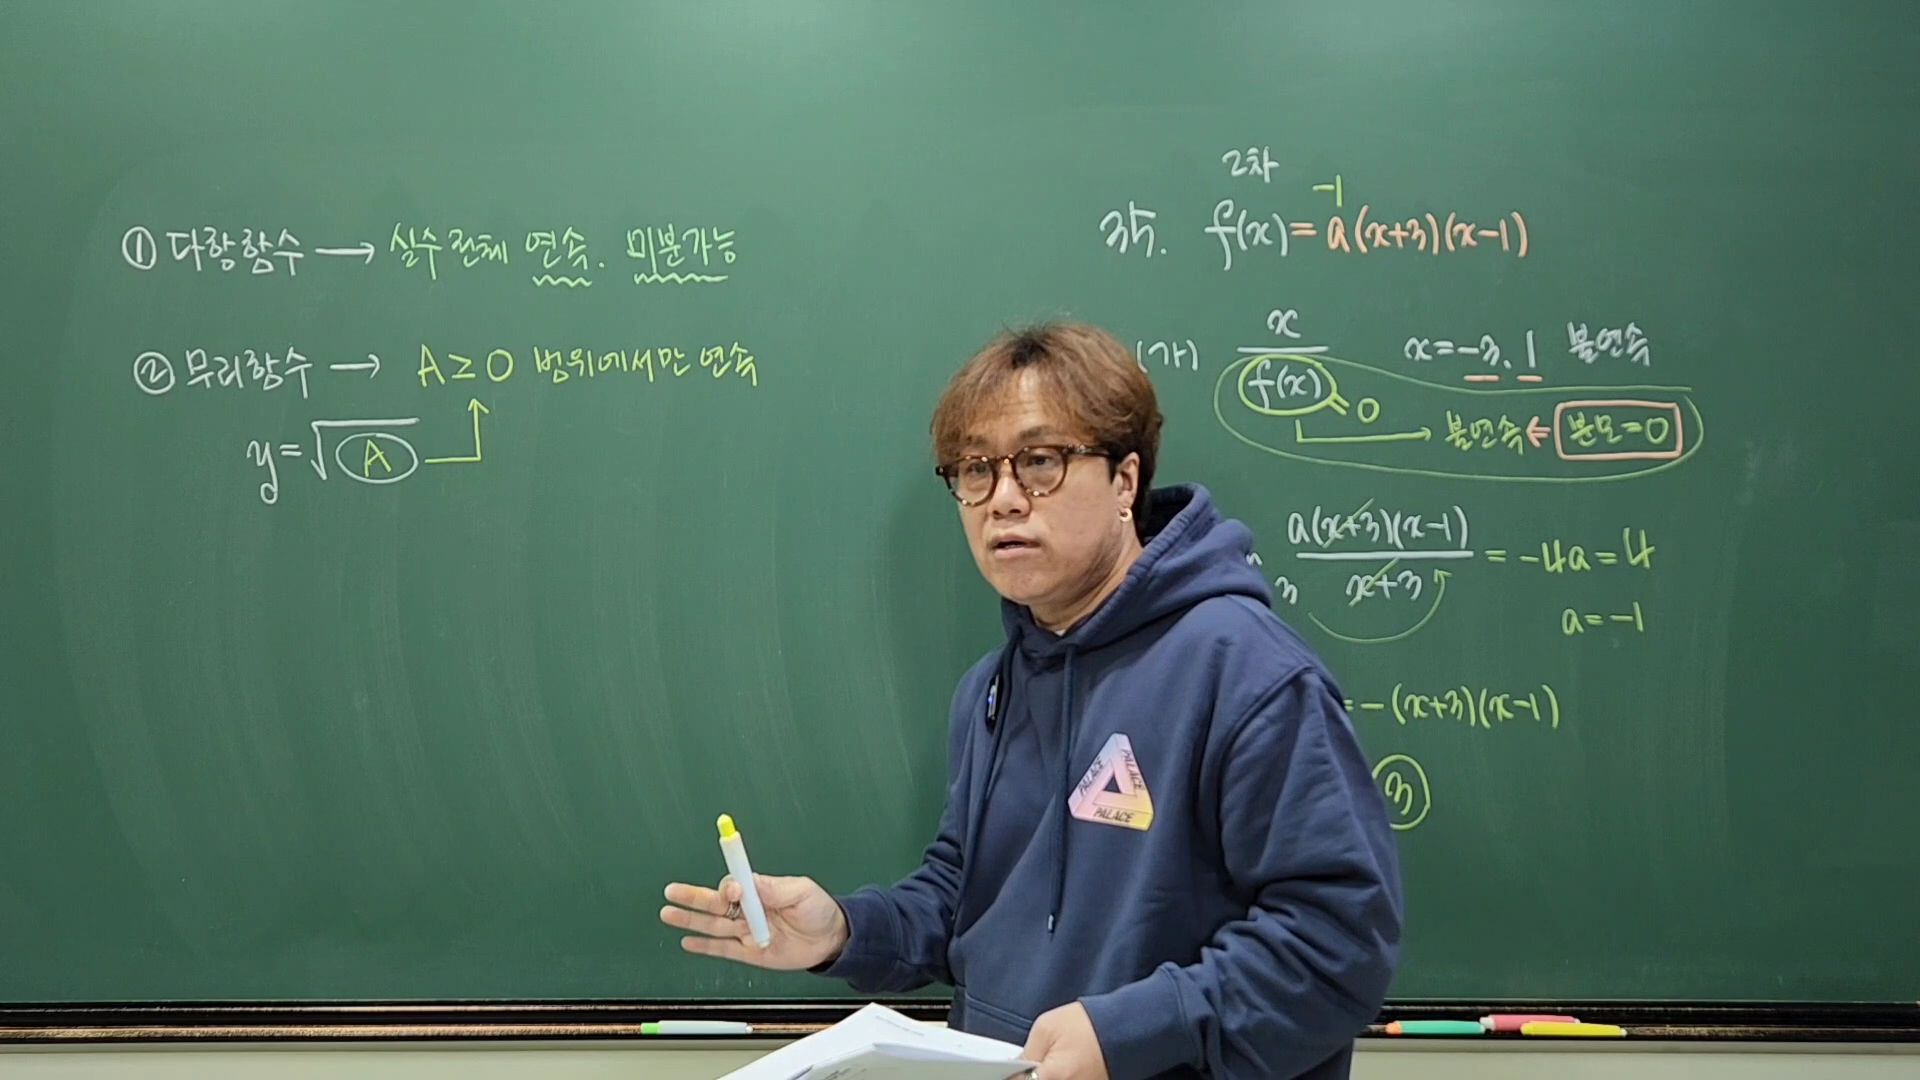 ① 다항함수 → 실수 전체 연속. 미분가능
② 무리함수 → A≥0 범위에서만 연속
y=√A
2차
-1
35. f(x)=a(x+3)(x-1)
(가) x/f(x) x=-3, 1 불연속
=0
불연속 ⇐ 분모=0
a(x+3)(x-1)/x+3 = -4a=4
3
a=-1
=-(x+3)(x-1)
③
PALACE
PALACE
PALACE